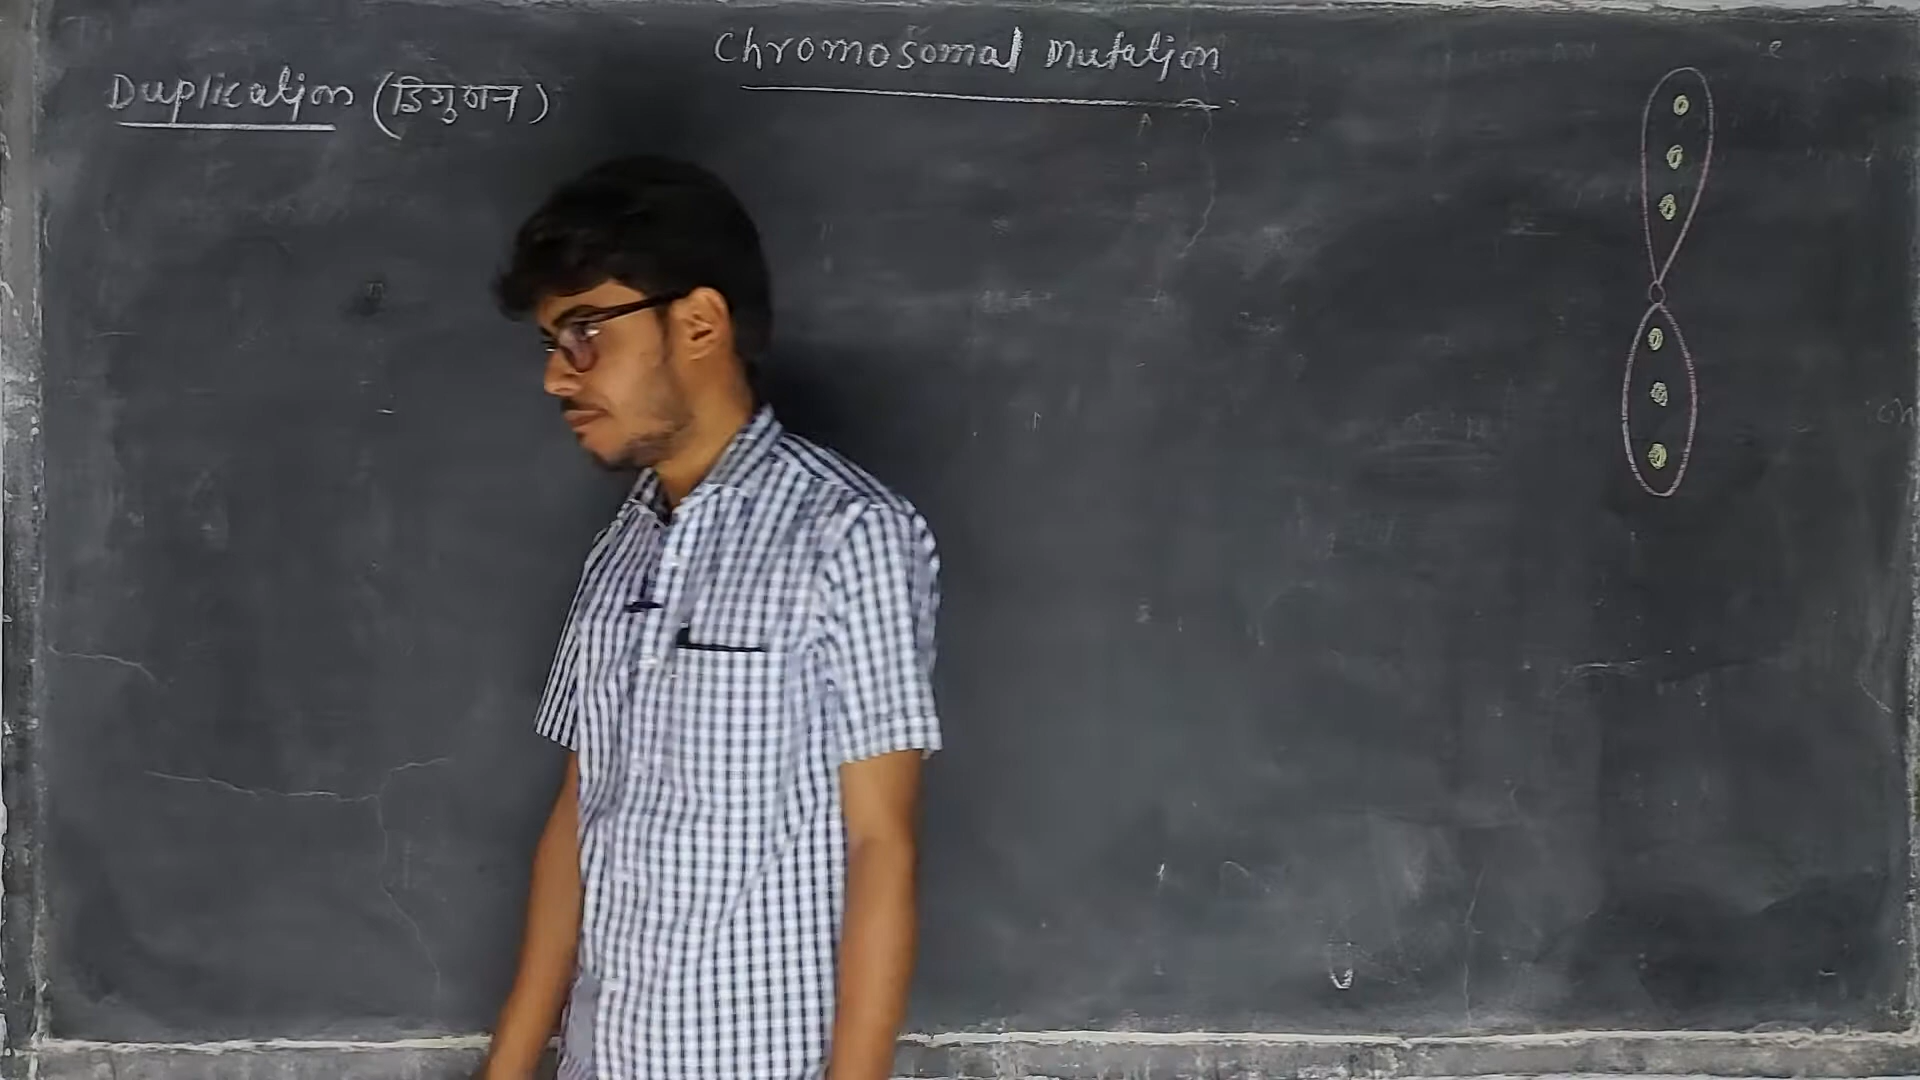 Chromosomal Mutation
Duplication (डिगुणन)